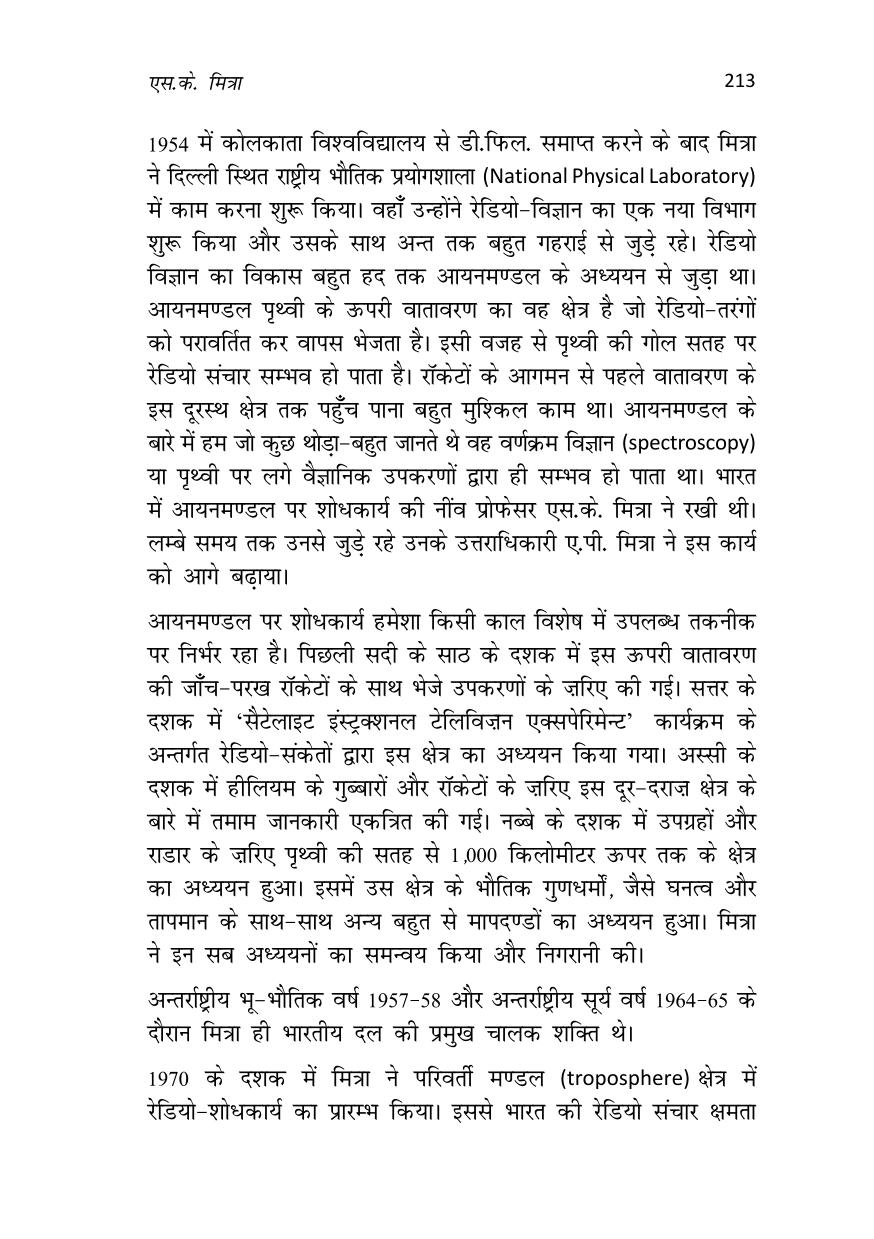 एस.के. मित्रा 213
1954 में कोलकाता विश्वविद्यालय से डी.फिल. समाप्त करने के बाद मित्रा
ने दिल्ली स्थित राष्ट्रीय भौतिक प्रयोगशाला (National Physical Laboratory)
में काम करना शुरू किया। वहाँ उन्होंने रेडियो-विज्ञान का एक नया विभाग
शुरू किया और उसके साथ अन्त तक बहुत गहराई से जुड़े रहे। रेडियो
विज्ञान का विकास बहुत हद तक आयनमण्डल के अध्ययन से जुड़ा था।
आयनमण्डल पृथ्वी के ऊपरी वातावरण का वह क्षेत्र है जो रेडियो-तरंगों
को परावर्तित कर वापस भेजता है। इसी वजह से पृथ्वी की गोल सतह पर
रेडियो संचार सम्भव हो पाता है। रॉकेटों के आगमन से पहले वातावरण के
इस दूरस्थ क्षेत्र तक पहुँच पाना बहुत मुश्किल काम था। आयनमण्डल के
बारे में हम जो कुछ थोड़ा-बहुत जानते थे वह वर्णक्रम विज्ञान (spectroscopy)
या पृथ्वी पर लगे वैज्ञानिक उपकरणों द्वारा ही सम्भव हो पाता था। भारत
में आयनमण्डल पर शोधकार्य की नींव प्रोफेसर एस.के. मित्रा ने रखी थी।
लम्बे समय तक उनसे जुड़े रहे उनके उत्तराधिकारी ए.पी. मित्रा ने इस कार्य
को आगे बढ़ाया।
आयनमण्डल पर शोधकार्य हमेशा किसी काल विशेष में उपलब्ध तकनीक
पर निर्भर रहा है। पिछली सदी के साठ के दशक में इस ऊपरी वातावरण
की जाँच-परख रॉकेटों के साथ भेजे उपकरणों के ज़रिए की गई। सत्तर के
दशक में ‘सैटेलाइट इंस्ट्रक्शनल टेलिविज़न एक्सपेरिमेन्ट’ कार्यक्रम के
अन्तर्गत रेडियो-संकेतों द्वारा इस क्षेत्र का अध्ययन किया गया। अस्सी के
दशक में हीलियम के गुब्बारों और रॉकेटों के ज़रिए इस दूर-दराज़ क्षेत्र के
बारे में तमाम जानकारी एकत्रित की गई। नब्बे के दशक में उपग्रहों और
राडार के ज़रिए पृथ्वी की सतह से 1,000 किलोमीटर ऊपर तक के क्षेत्र
का अध्ययन हुआ। इसमें उस क्षेत्र के भौतिक गुणधर्मों, जैसे घनत्व और
तापमान के साथ-साथ अन्य बहुत से मापदण्डों का अध्ययन हुआ। मित्रा
ने इन सब अध्ययनों का समन्वय किया और निगरानी की।
अन्तर्राष्ट्रीय भू-भौतिक वर्ष 1957-58 और अन्तर्राष्ट्रीय सूर्य वर्ष 1964-65 के
दौरान मित्रा ही भारतीय दल की प्रमुख चालक शक्ति थे।
1970 के दशक में मित्रा ने परिवर्ती मण्डल (troposphere) क्षेत्र में
रेडियो-शोधकार्य का प्रारम्भ किया। इससे भारत की रेडियो संचार क्षमता